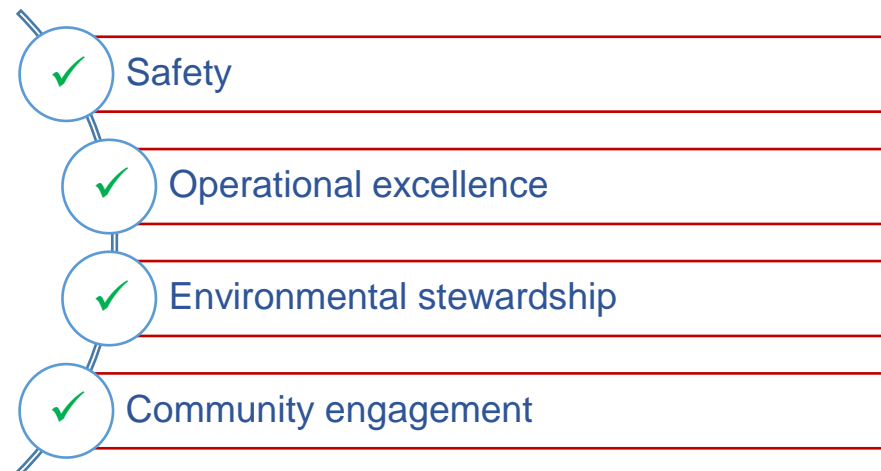 Safety
Operational excellence
Environmental stewardship
Community engagement